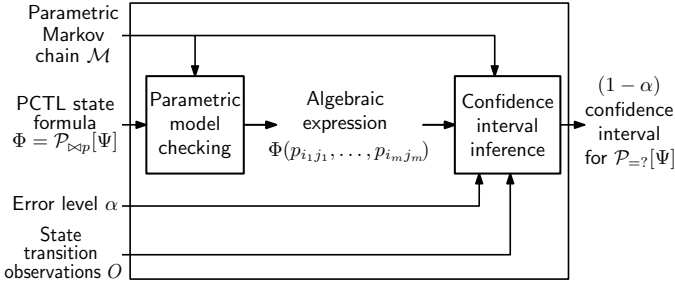 Parametric
Markov
chain ℳ
PCTL state
formula
Φ = 𝒫⋈p[Ψ]
Error level α
State
transition
observations O
Parametric
model
checking
Algebraic
expression
Φ(p_{i₁j₁}, . . . , p_{iₘjₘ})
Confidence
interval
inference
(1 − α)
confidence
interval
for 𝒫=?[Ψ]